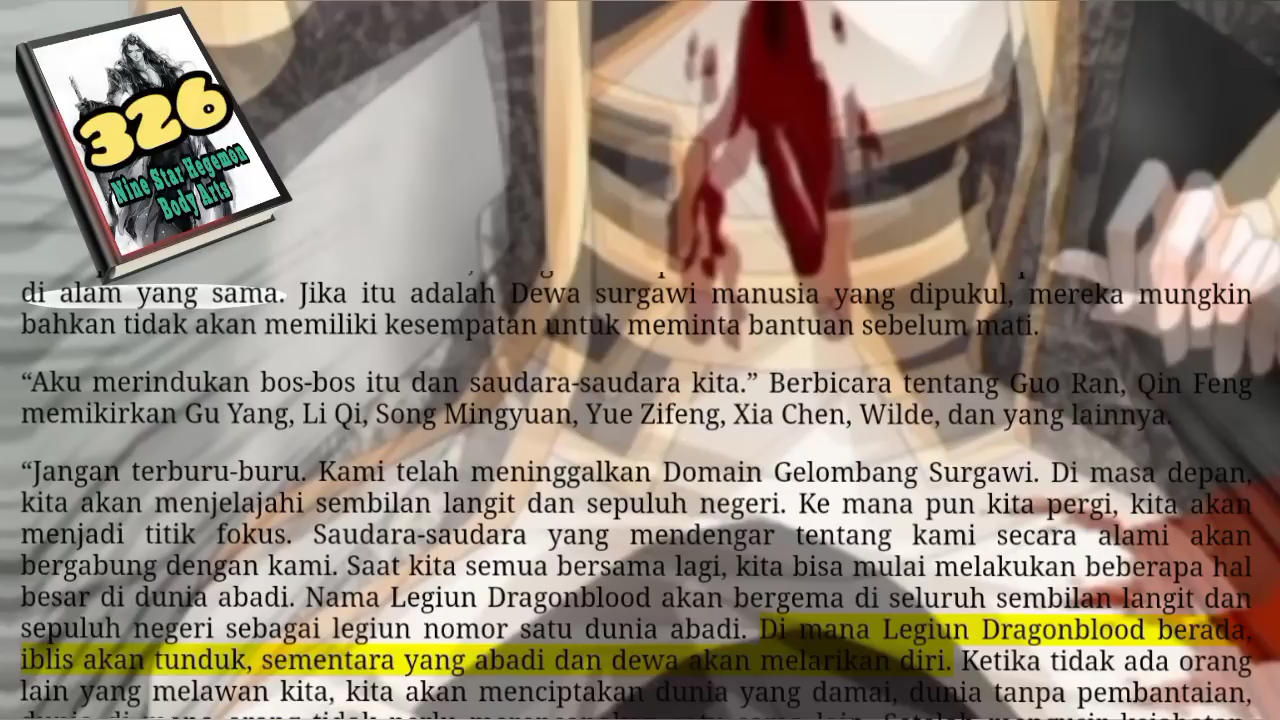 326
Nine Star Hegemon
Body Arts
di alam yang sama. Jika itu adalah Dewa surgawi manusia yang dipukul, mereka mungkin
bahkan tidak akan memiliki kesempatan untuk meminta bantuan sebelum mati.
“Aku merindukan bos-bos itu dan saudara-saudara kita.” Berbicara tentang Guo Ran, Qin Feng
memikirkan Gu Yang, Li Qi, Song Mingyuan, Yue Zifeng, Xia Chen, Wilde, dan yang lainnya.
“Jangan terburu-buru. Kami telah meninggalkan Domain Gelombang Surgawi. Di masa depan,
kita akan menjelajahi sembilan langit dan sepuluh negeri. Ke mana pun kita pergi, kita akan
menjadi titik fokus. Saudara-saudara yang mendengar tentang kami secara alami akan
bergabung dengan kami. Saat kita semua bersama lagi, kita bisa mulai melakukan beberapa hal
besar di dunia abadi. Nama Legiun Dragonblood akan bergema di seluruh sembilan langit dan
sepuluh negeri sebagai legiun nomor satu dunia abadi. Di mana Legiun Dragonblood berada,
iblis akan tunduk, sementara yang abadi dan dewa akan melarikan diri. Ketika tidak ada orang
lain yang melawan kita, kita akan menciptakan dunia yang damai, dunia tanpa pembantaian,